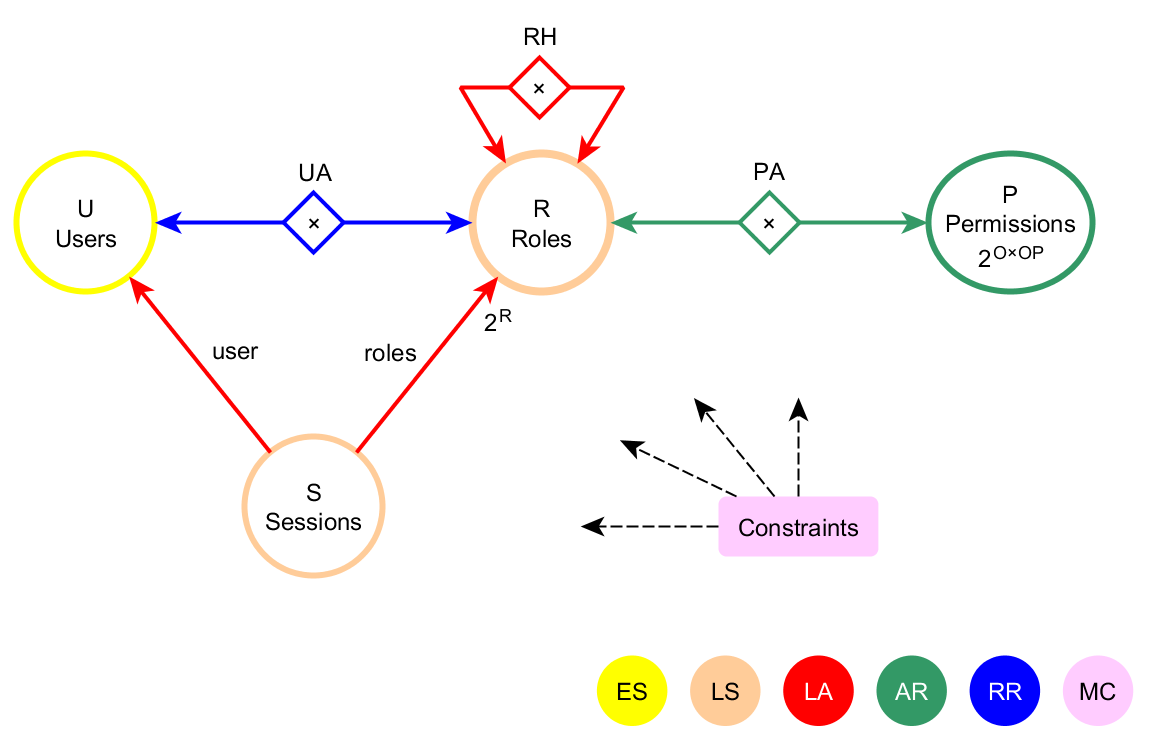 RH
×
UA
×
PA
×
U
Users
R
Roles
P
Permissions
2^O×OP
2^R
user
roles
S
Sessions
Constraints
ES LS LA AR RR MC